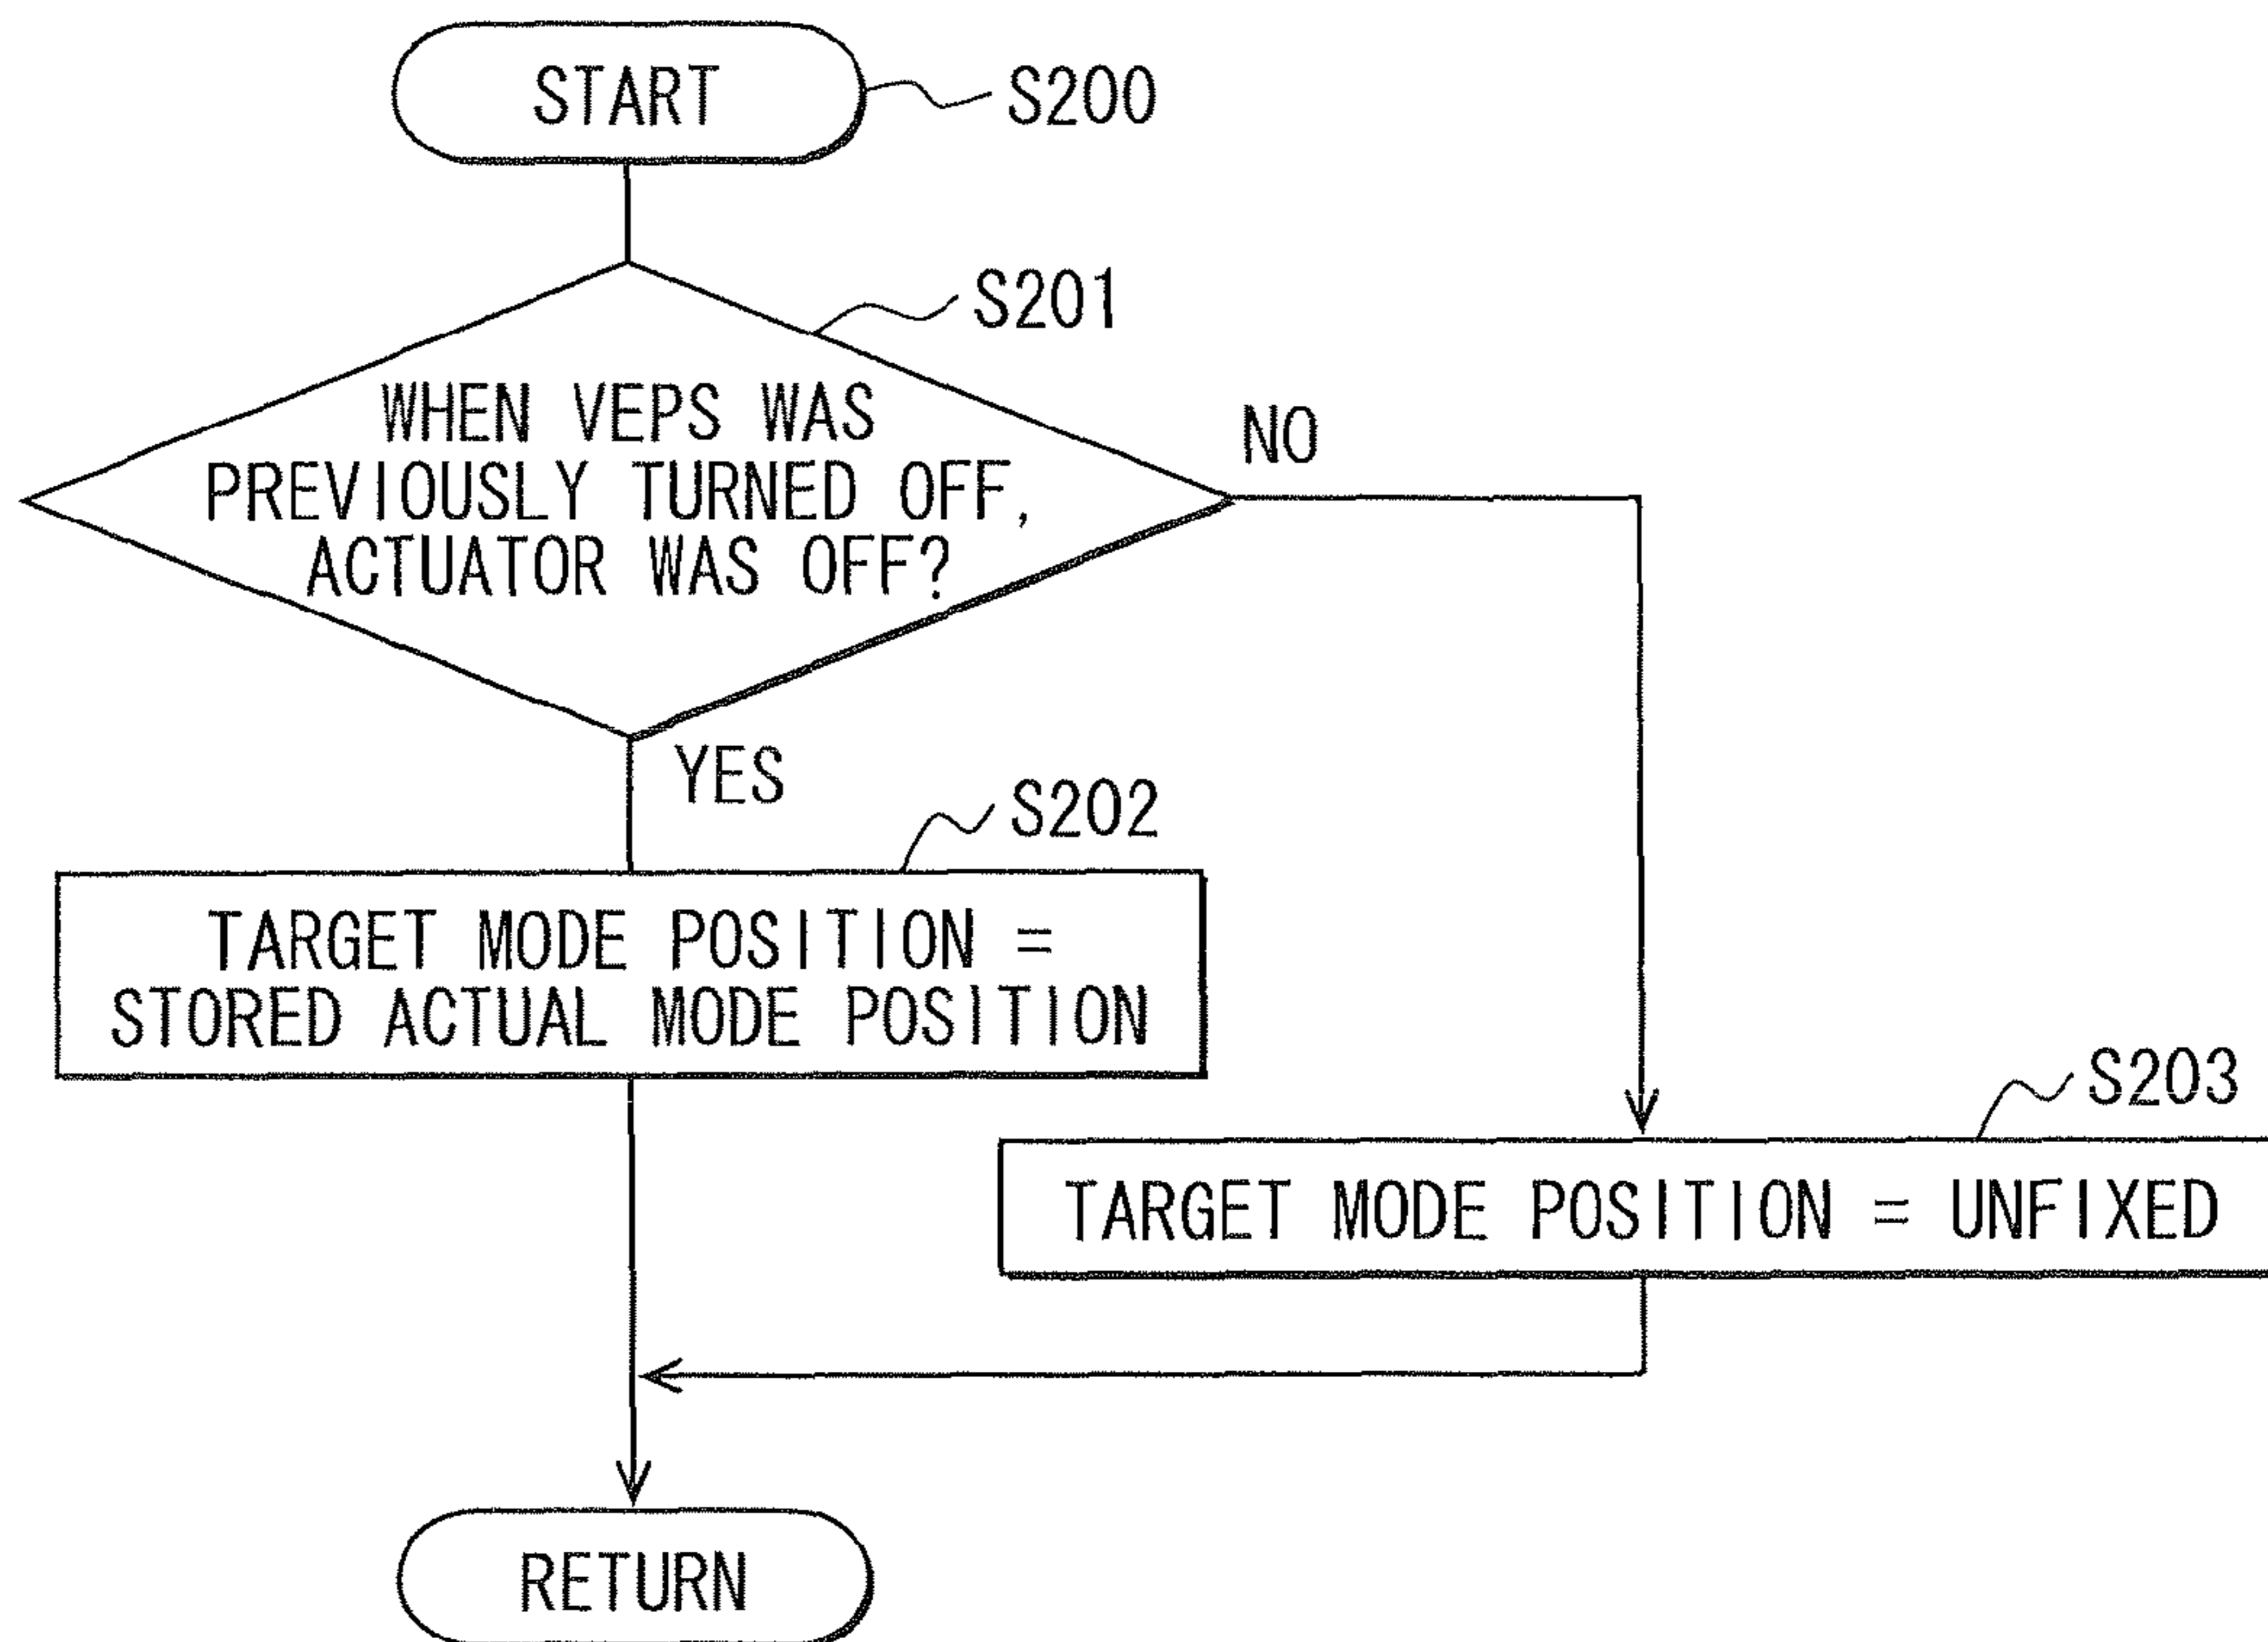 START
S200
S201
WHEN VEPS WAS
PREVIOUSLY TURNED OFF,
ACTUATOR WAS OFF?
NO
YES
S202
TARGET MODE POSITION =
STORED ACTUAL MODE POSITION
S203
TARGET MODE POSITION = UNFIXED
RETURN